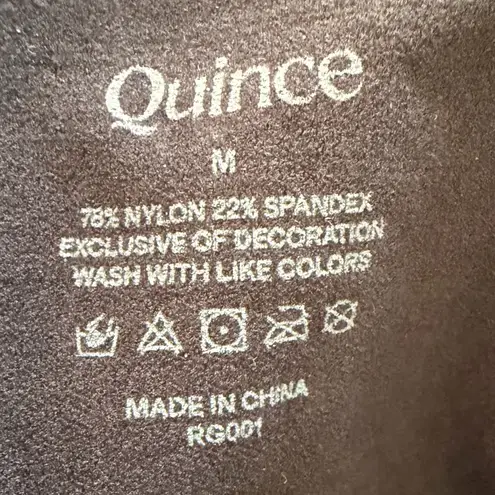 Quince
M
78% NYLON 22% SPANDEX
EXCLUSIVE OF DECORATION
WASH WITH LIKE COLORS
MADE IN CHINA
RG001